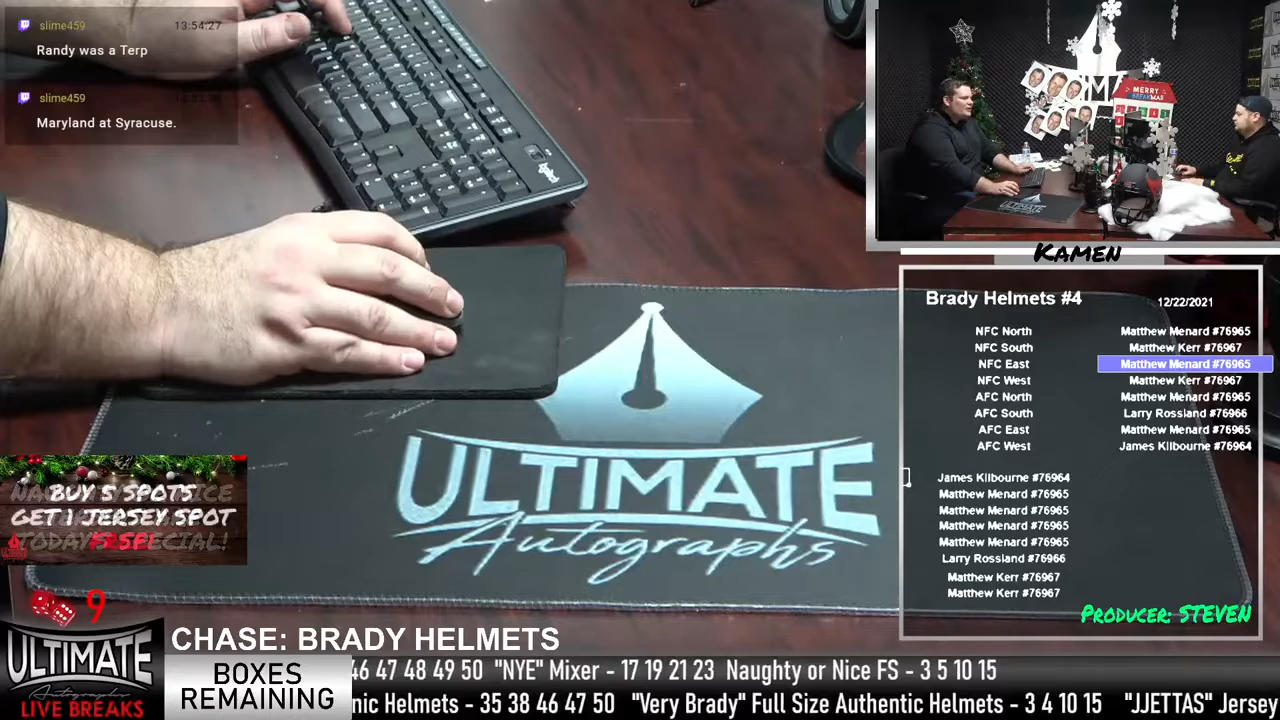 slime459 13:54:27
Randy was a Terp
slime459
Maryland at Syracuse.
logitech
MERRY
BREAKMAS
KAMEN
Brady Helmets #4 12/22/2021
NFC North Matthew Menard #76965
NFC South Matthew Kerr #76967
NFC East Matthew Menard #76965
NFC West Matthew Kerr #76967
AFC North Matthew Menard #76965
AFC South Larry Rossland #76966
AFC East Matthew Menard #76965
AFC West James Kilbourne #76964
James Kilbourne #76964
Matthew Menard #76965
Matthew Menard #76965
Matthew Menard #76965
Matthew Menard #76965
Larry Rossland #76966
Matthew Kerr #76967
Matthew Kerr #76967
PRODUCER: STEVEN
ULTIMATE
Autographs
BUY 5 SPOTS
GET 1 JERSEY SPOT
TODAY SPECIAL!
9
ULTIMATE
Autographs
LIVE BREAKS
CHASE: BRADY HELMETS
BOXES
REMAINING
46 47 48 49 50 "NYE" Mixer - 17 19 21 23 Naughty or Nice FS - 3 5 10 15
nic Helmets - 35 38 46 47 50 "Very Brady" Full Size Authentic Helmets - 3 4 10 15 "JJETTAS" Jersey